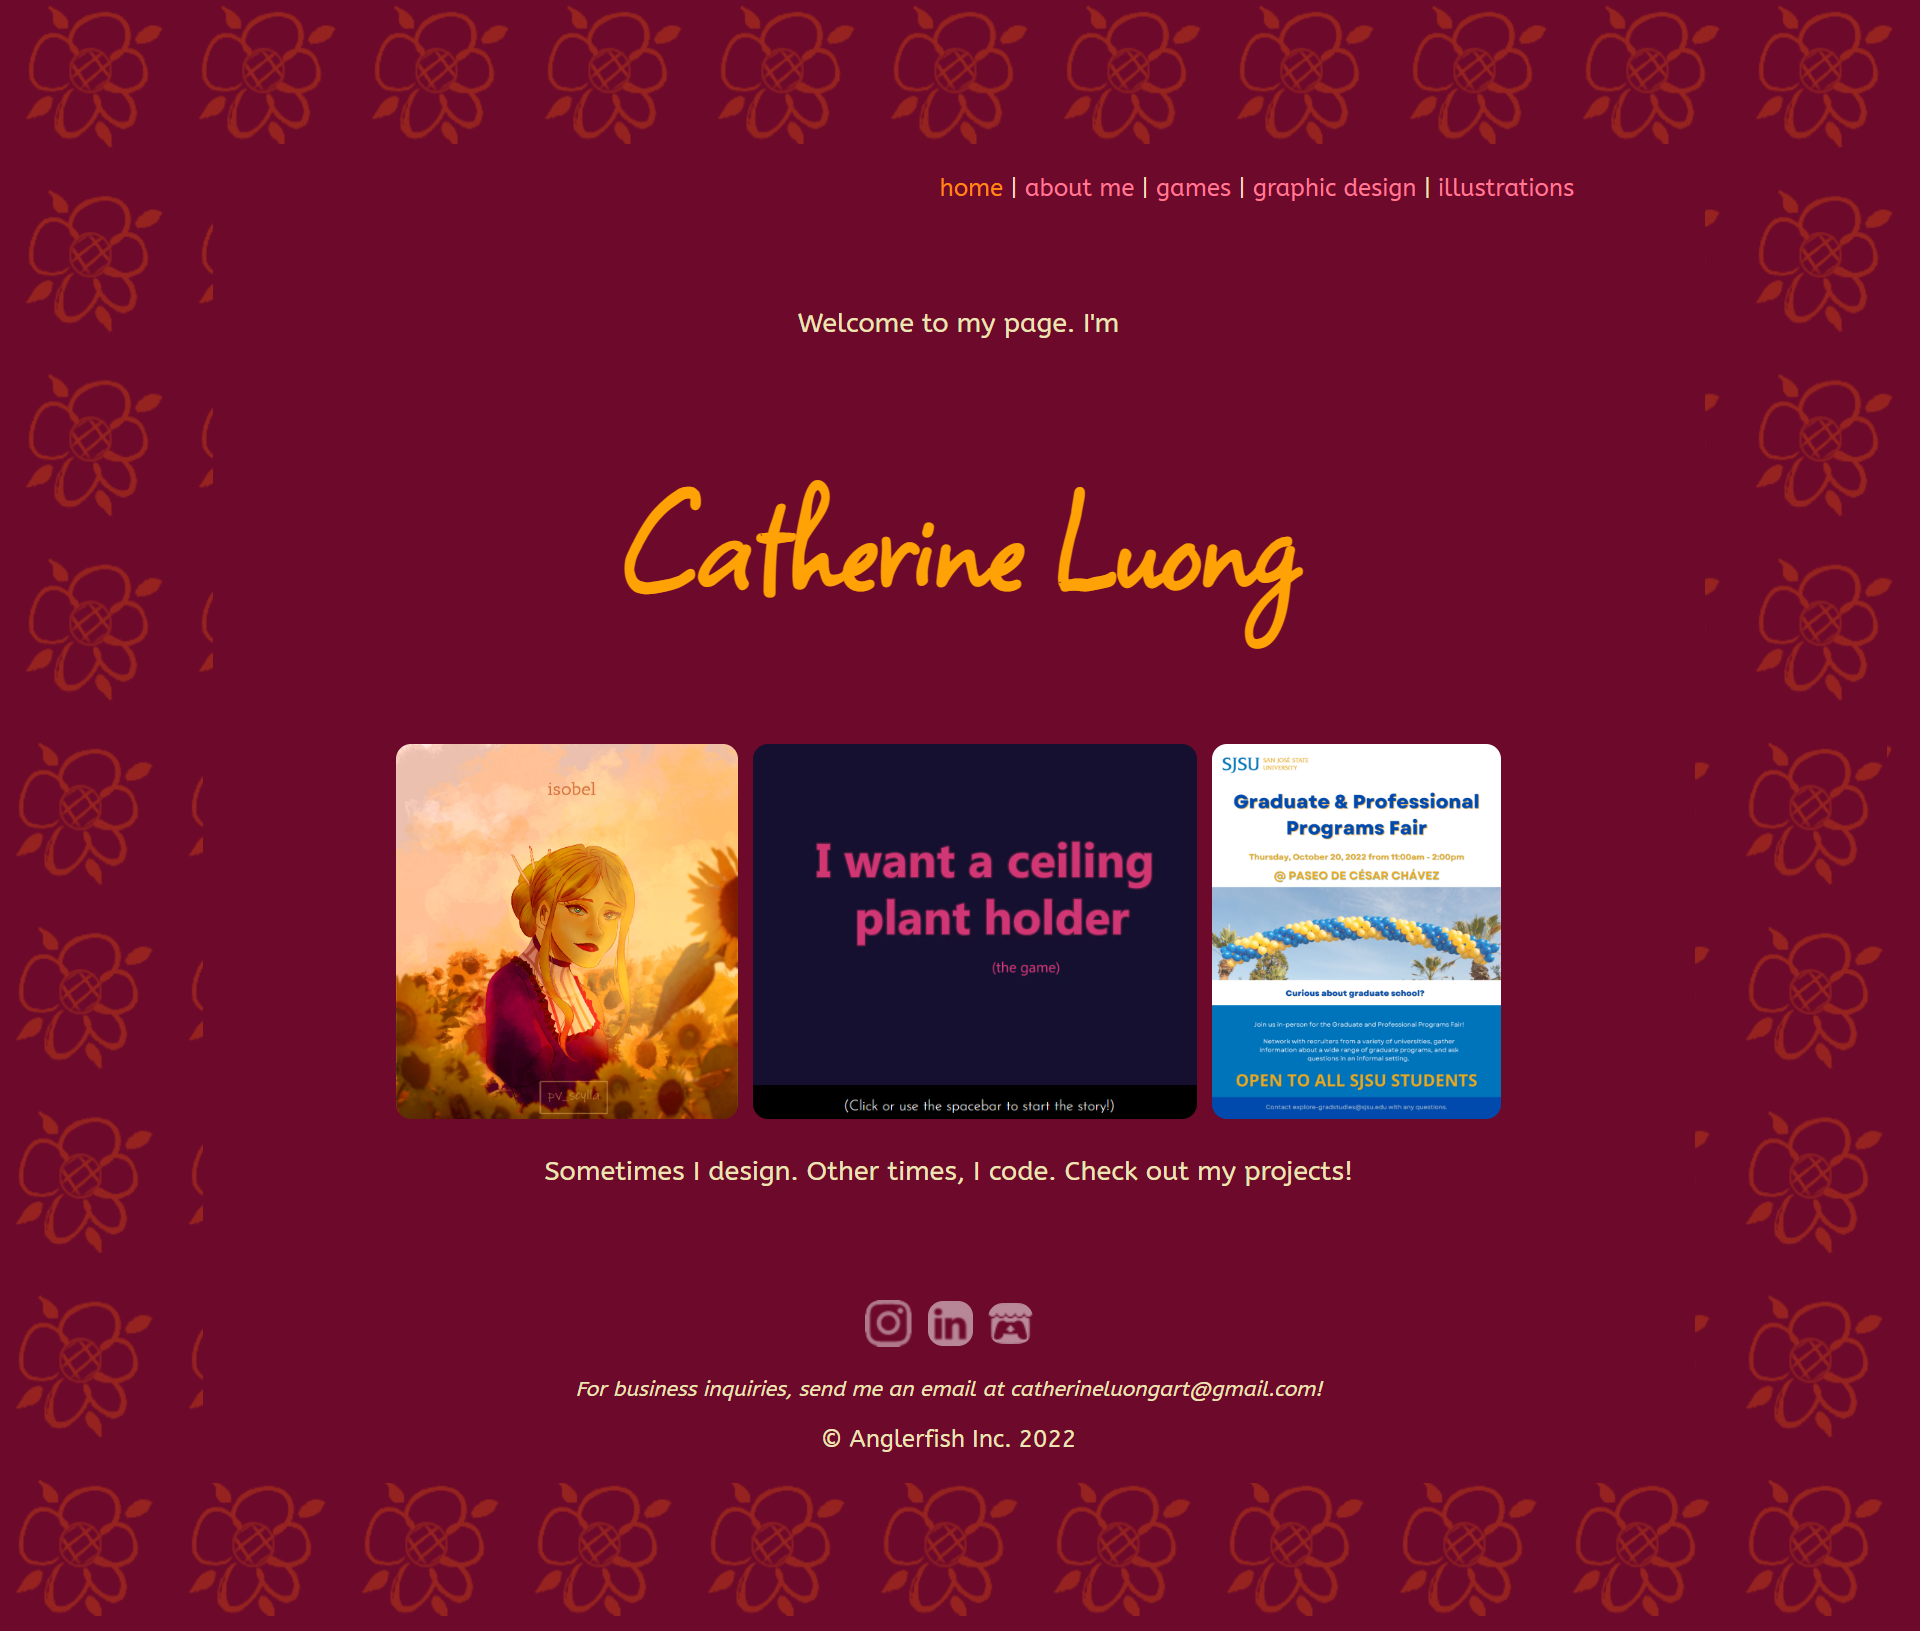 home | about me | games | graphic design | illustrations
Welcome to my page. I'm
Catherine Luong
isobel
pv_scylla
I want a ceiling
plant holder
(the game)
(Click or use the spacebar to start the story!)
SJSU SAN JOSÉ STATE
UNIVERSITY
Graduate & Professional
Programs Fair
Thursday, October 20, 2022 from 11:00am - 2:00pm
@ PASEO DE CÉSAR CHÁVEZ
Curious about graduate school?
Join us in-person for the Graduate and Professional Programs Fair!
Network with recruiters from a variety of universities, gather
information about a wide range of graduate programs, and ask
questions in an informal setting.
OPEN TO ALL SJSU STUDENTS
Contact explore-gradstudies@sjsu.edu with any questions.
Sometimes I design. Other times, I code. Check out my projects!
in
For business inquiries, send me an email at catherineluongart@gmail.com!
© Anglerfish Inc. 2022